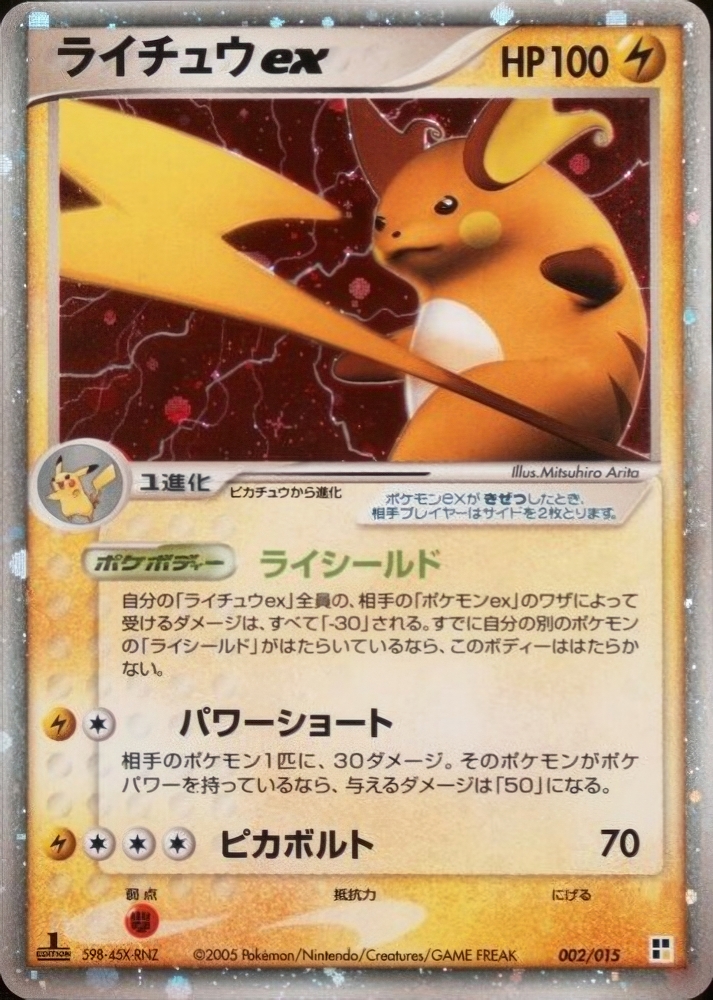 ライチュウex HP100
Illus.Mitsuhiro Arita
1進化
ピカチュウから進化
ポケモンexが きぜつしたとき、
相手プレイヤーはサイドを2枚とります。
ポケボディー ライシールド
自分の「ライチュウex」全員の、相手の「ポケモンex」のワザによって
受けるダメージは、すべて「-30」される。すでに自分の別のポケモン
の「ライシールド」がはたらいているなら、このボディーははたらか
ない。
パワーショート
相手のポケモン1匹に、30ダメージ。そのポケモンがポケ
パワーを持っているなら、与えるダメージは「50」になる。
ピカボルト 70
弱点 抵抗力 にげる
1 EDITION 598-45X-RNZ ©2005 Pokémon/Nintendo/Creatures/GAME FREAK 002/015